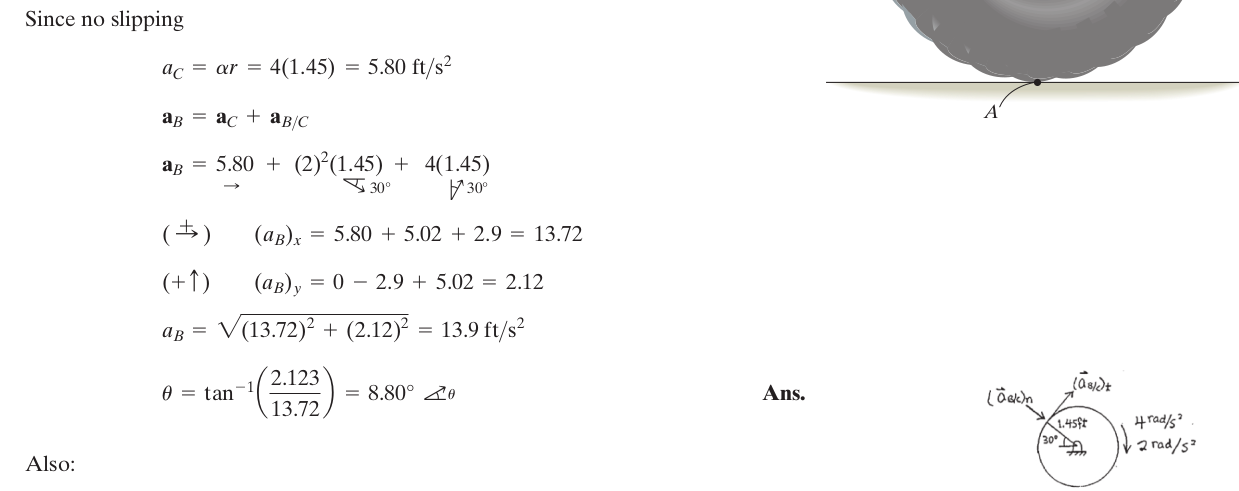 Since no slipping
a_C = αr = 4(1.45) = 5.80 ft/s²
A
a_B = a_C + a_B/C
a_B = 5.80 + (2)²(1.45) + 4(1.45)
→ 30° 30°
(⁺→) (a_B)_x = 5.80 + 5.02 + 2.9 = 13.72
(+↑) (a_B)_y = 0 − 2.9 + 5.02 = 2.12
a_B = √(13.72)² + (2.12)² = 13.9 ft/s²
θ = tan⁻¹(2.123/13.72) = 8.80° θ Ans.
(a_B/C)t
(a_B/C)n
1.45ft
30°
4 rad/s²
2 rad/s²
Also: